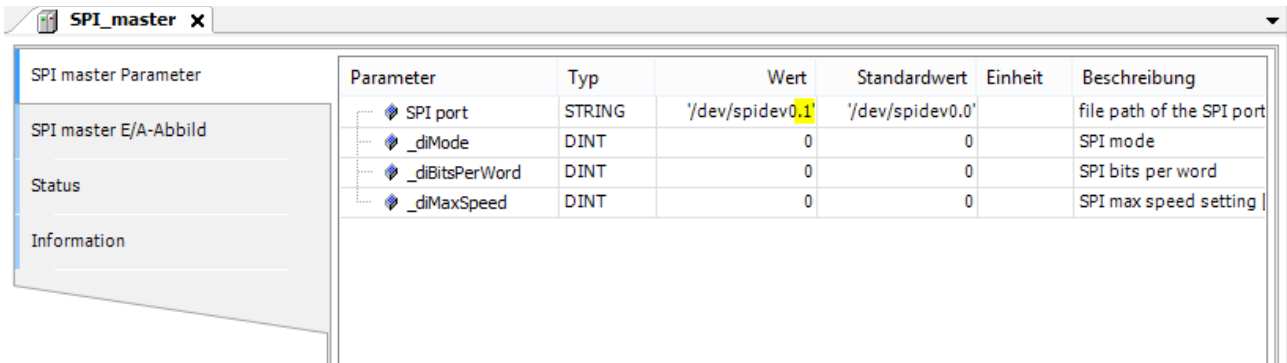 SPI_master X
SPI master Parameter
SPI master E/A-Abbild
Status
Information
Parameter Typ Wert Standardwert Einheit Beschreibung
SPI port STRING '/dev/spidev0.1' '/dev/spidev0.0' file path of the SPI port
_diMode DINT 0 0 SPI mode
_diBitsPerWord DINT 0 0 SPI bits per word
_diMaxSpeed DINT 0 0 SPI max speed setting [